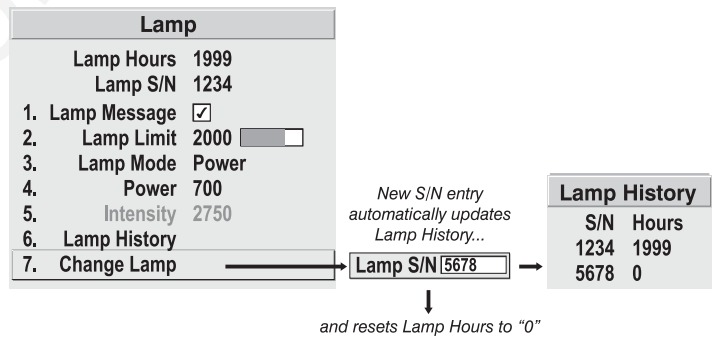 Lamp
Lamp Hours 1999
Lamp S/N 1234
1. Lamp Message
2. Lamp Limit 2000
3. Lamp Mode Power
4. Power 700
5. Intensity 2750
6. Lamp History
7. Change Lamp
New S/N entry
automatically updates
Lamp History...
Lamp S/N 5678
and resets Lamp Hours to “0”
Lamp History
S/N Hours
1234 1999
5678 0